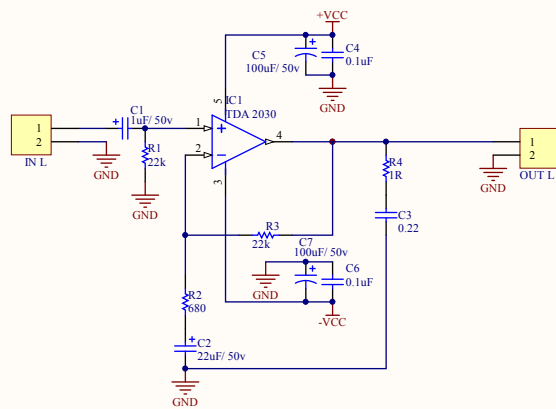 +VCC
C5
100uF/ 50v
C4
0.1uF
GND
5
IC1
TDA 2030
C1
1uF/ 50v
1
2
IN L
GND
R1
22k
GND
1
2
3
4
R4
1R
1
2
OUT L
GND
C3
0.22
R3
22k
C7
100uF/ 50v
C6
0.1uF
GND
-VCC
R2
680
C2
22uF/ 50v
GND